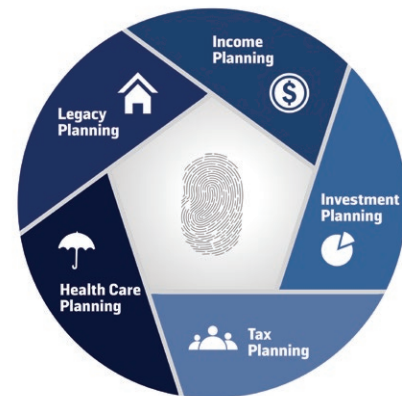 Income
Planning
$
Investment
Planning
Tax
Planning
Health Care
Planning
Legacy
Planning